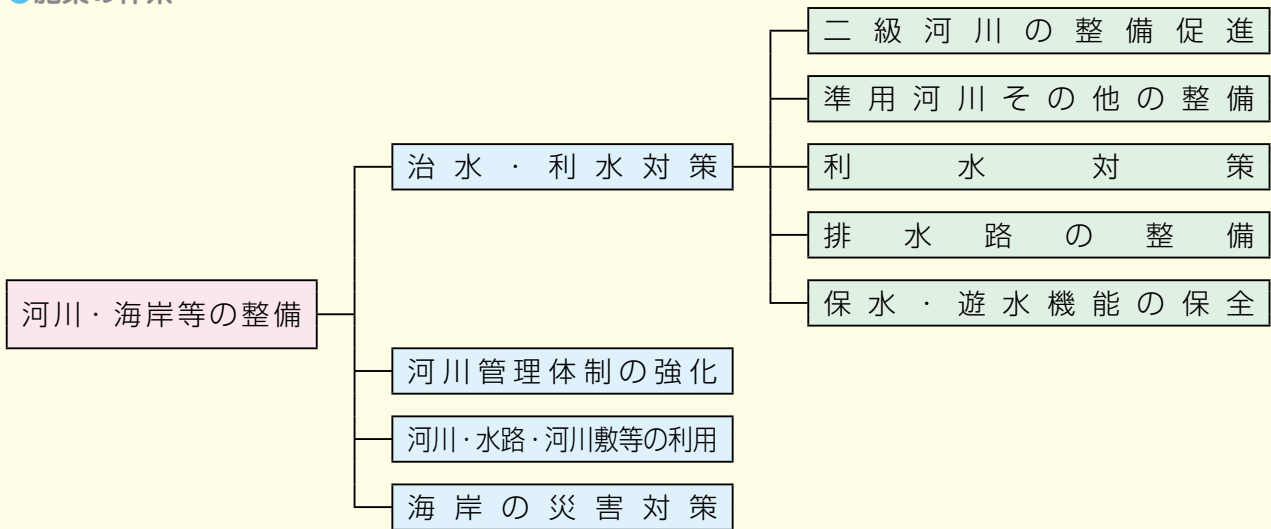 河川・海岸等の整備
治水・利水対策
河川管理体制の強化
河川・水路・河川敷等の利用
海岸の災害対策
二級河川の整備促進
準用河川その他の整備
利水対策
排水路の整備
保水・遊水機能の保全